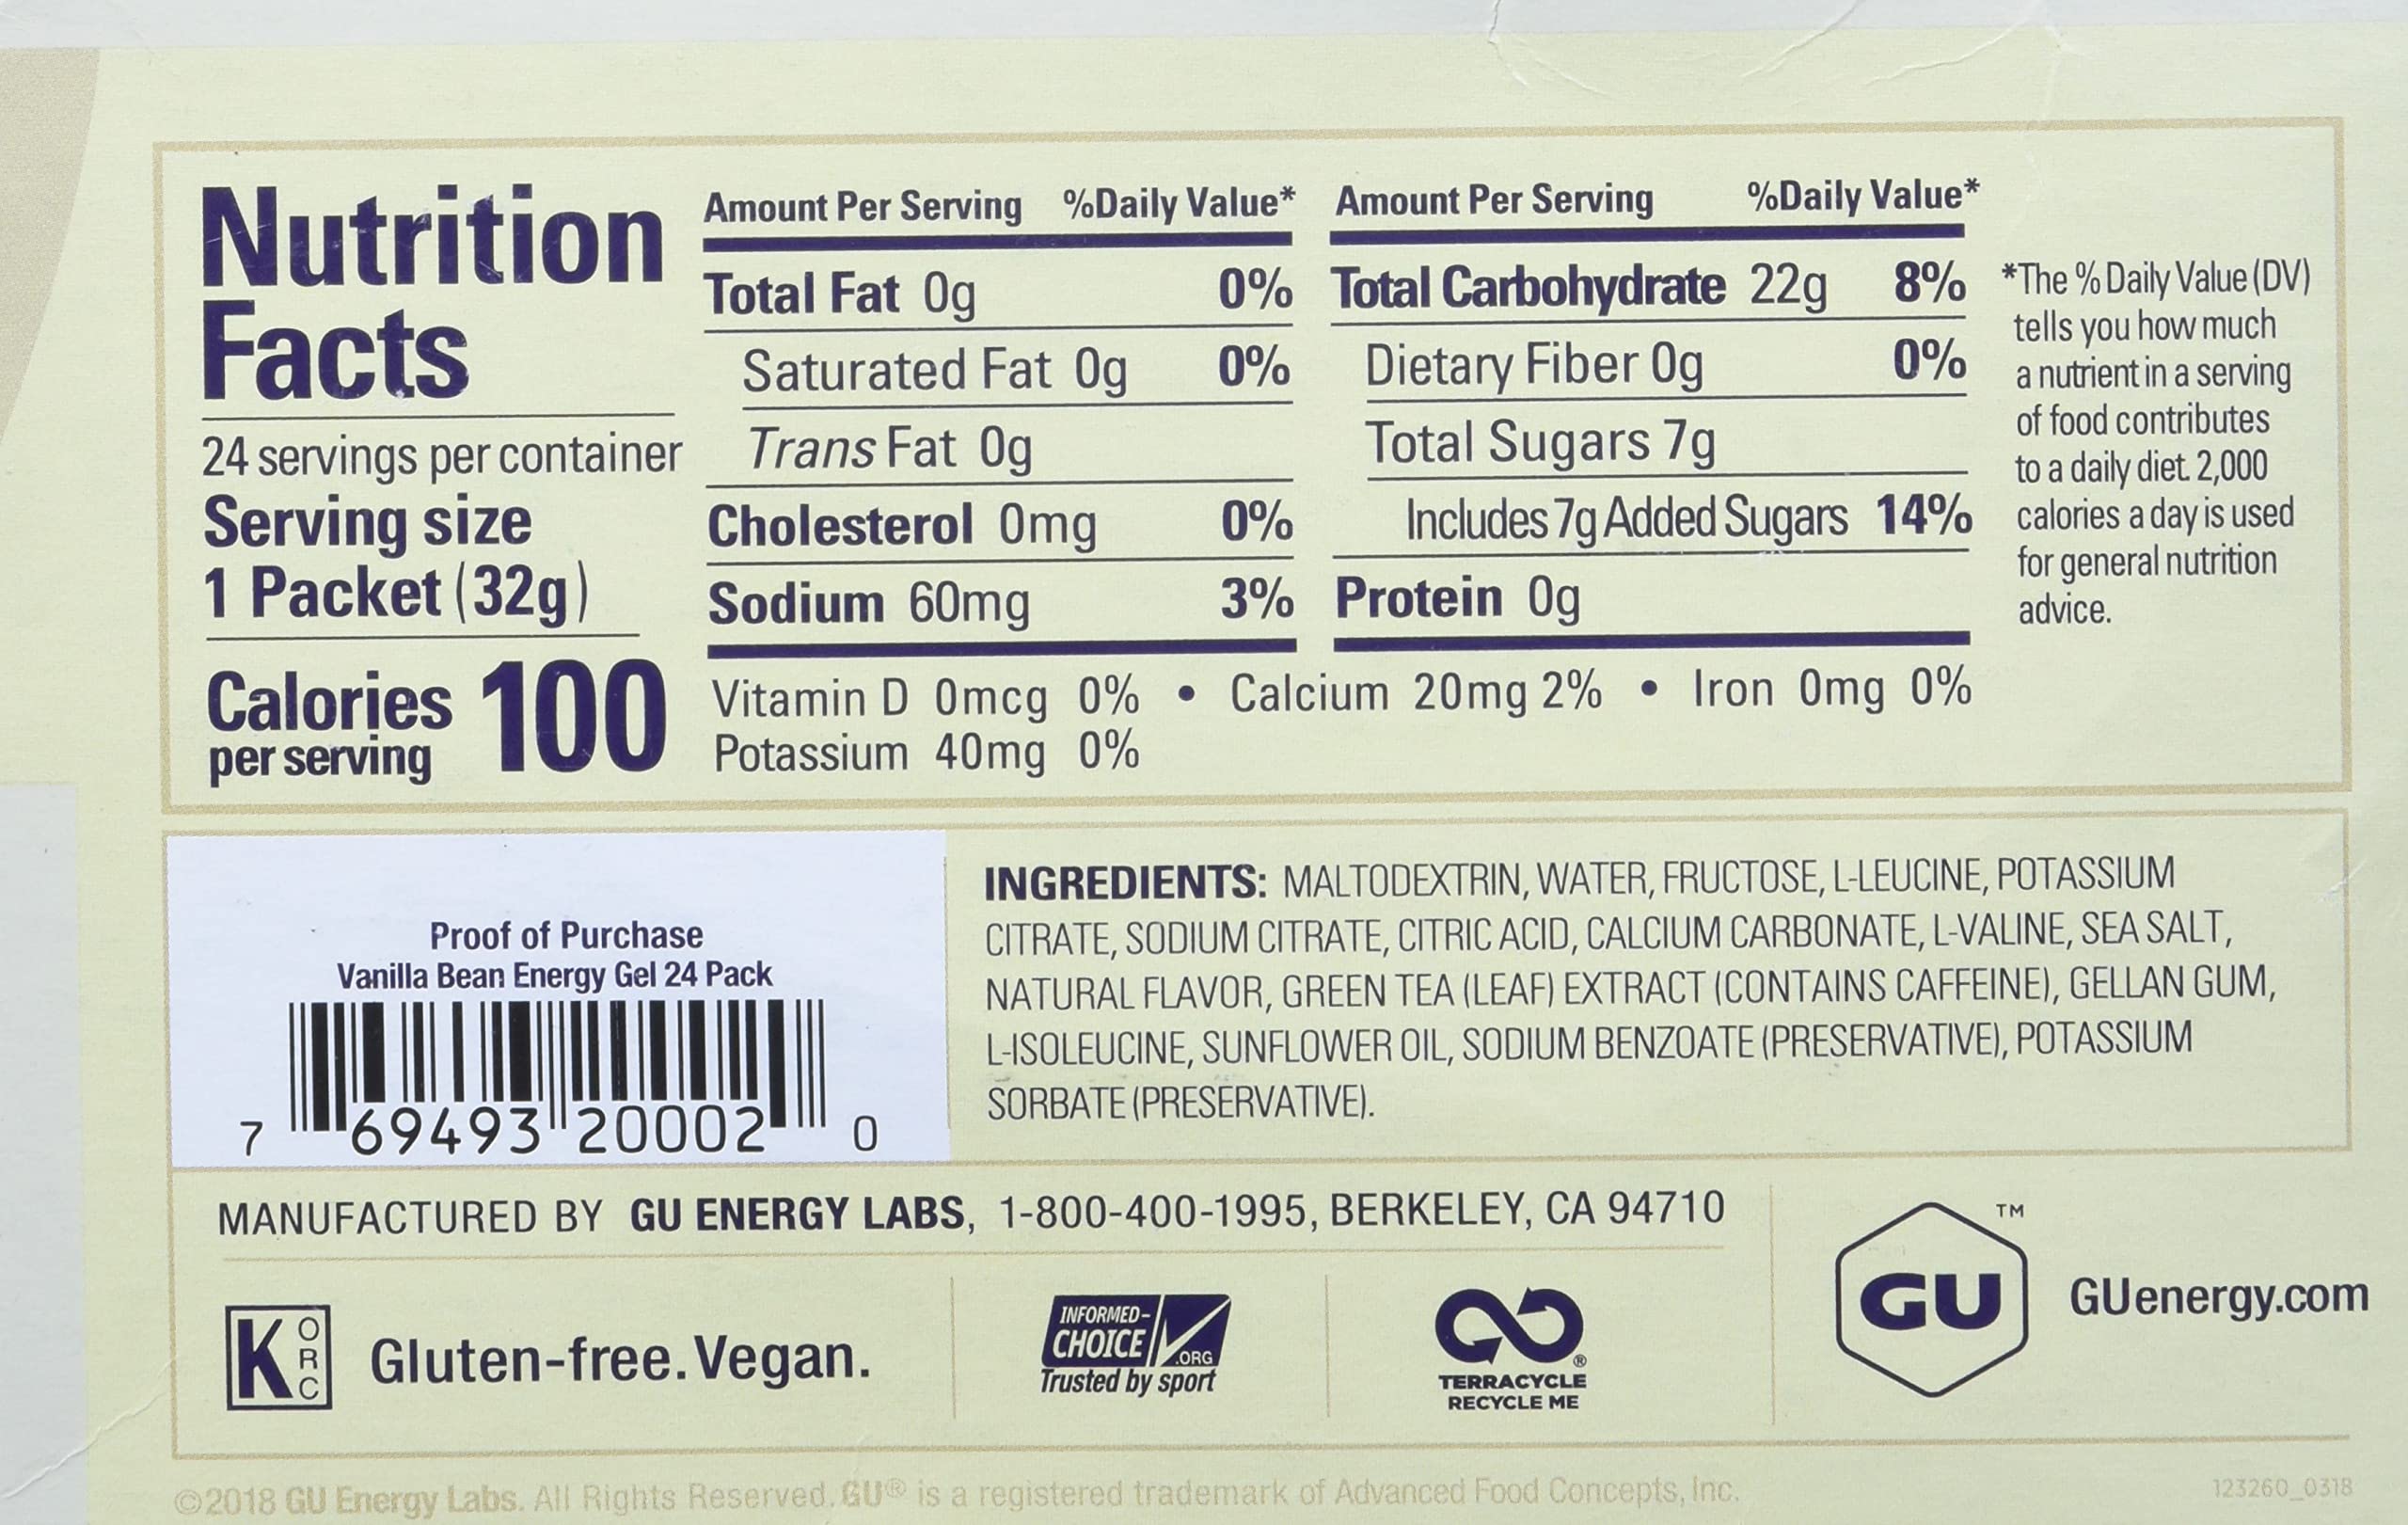 Nutrition
Facts
24 servings per container
Serving size
1 Packet (32g)
Calories 100
per serving
Amount Per Serving %Daily Value*
Total Fat 0g 0%
Saturated Fat 0g 0%
Trans Fat 0g
Cholesterol 0mg 0%
Sodium 60mg 3%
Amount Per Serving %Daily Value*
Total Carbohydrate 22g 8%
Dietary Fiber 0g 0%
Total Sugars 7g
Includes 7g Added Sugars 14%
Protein 0g
Vitamin D 0mcg 0% • Calcium 20mg 2% • Iron 0mg 0%
Potassium 40mg 0%
*The % Daily Value (DV)
tells you how much
a nutrient in a serving
of food contributes
to a daily diet. 2,000
calories a day is used
for general nutrition
advice.
Proof of Purchase
Vanilla Bean Energy Gel 24 Pack
7 69493 20002 0
INGREDIENTS: MALTODEXTRIN, WATER, FRUCTOSE, L-LEUCINE, POTASSIUM
CITRATE, SODIUM CITRATE, CITRIC ACID, CALCIUM CARBONATE, L-VALINE, SEA SALT,
NATURAL FLAVOR, GREEN TEA (LEAF) EXTRACT (CONTAINS CAFFEINE), GELLAN GUM,
L-ISOLEUCINE, SUNFLOWER OIL, SODIUM BENZOATE (PRESERVATIVE), POTASSIUM
SORBATE (PRESERVATIVE).
MANUFACTURED BY GU ENERGY LABS, 1-800-400-1995, BERKELEY, CA 94710
K ORC
Gluten-free. Vegan.
INFORMED-
CHOICE
.ORG
Trusted by sport
®
TERRACYCLE
RECYCLE ME
GU™
GUenergy.com
©2018 GU Energy Labs. All Rights Reserved. GU® is a registered trademark of Advanced Food Concepts, Inc.
123260_0318